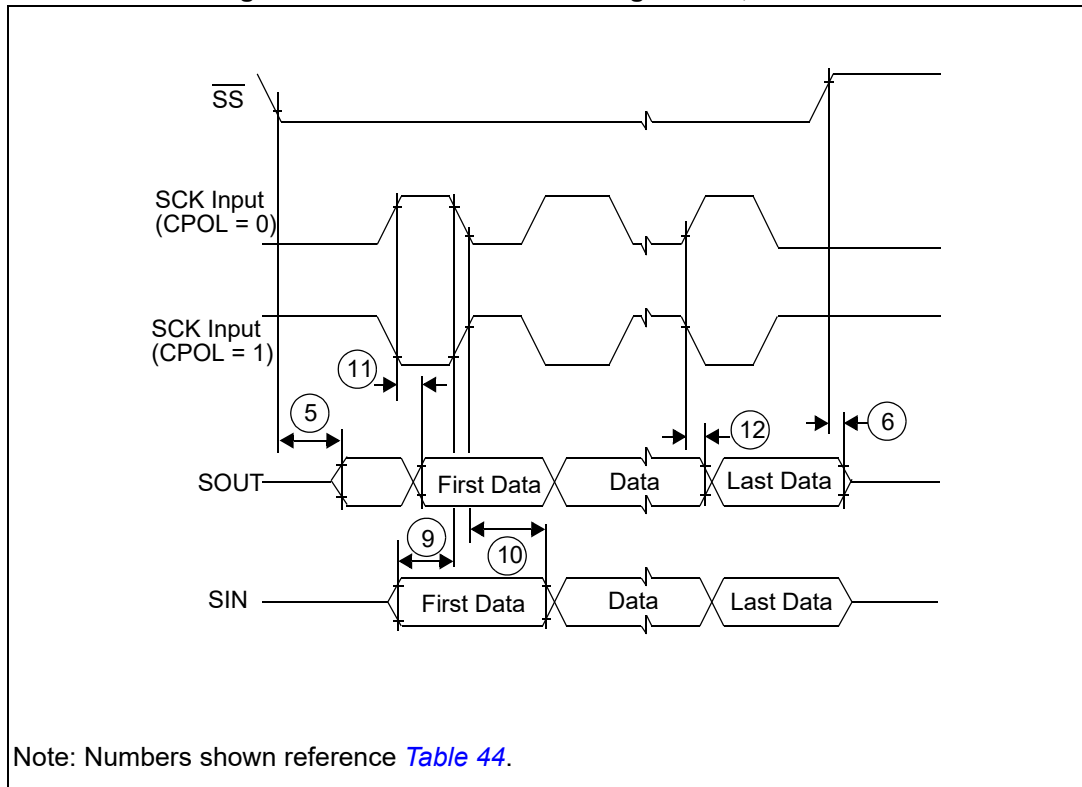 SS
SCK Input
(CPOL = 0)
SCK Input
(CPOL = 1)
11
5
12
6
SOUT
First Data
Data
Last Data
9
10
SIN
First Data
Data
Last Data
Note: Numbers shown reference Table 44.